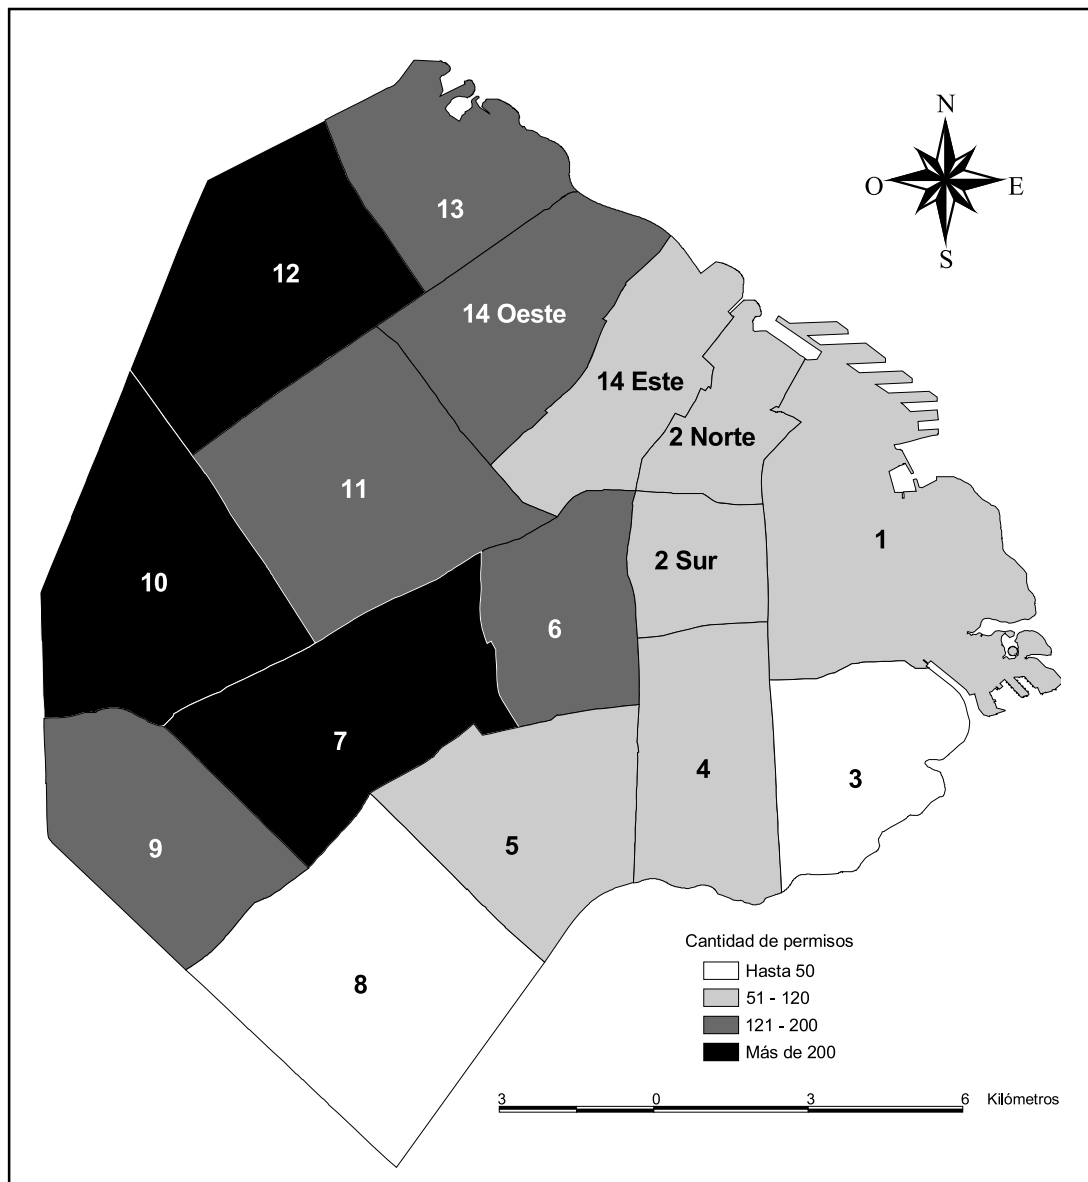 N
O
E
S
13
12
14 Oeste
14 Este
2 Norte
11
1
2 Sur
10
6
7
4
3
9
5
8
Cantidad de permisos
Hasta 50
51 - 120
121 - 200
Más de 200
3 0 3 6 Kilómetros